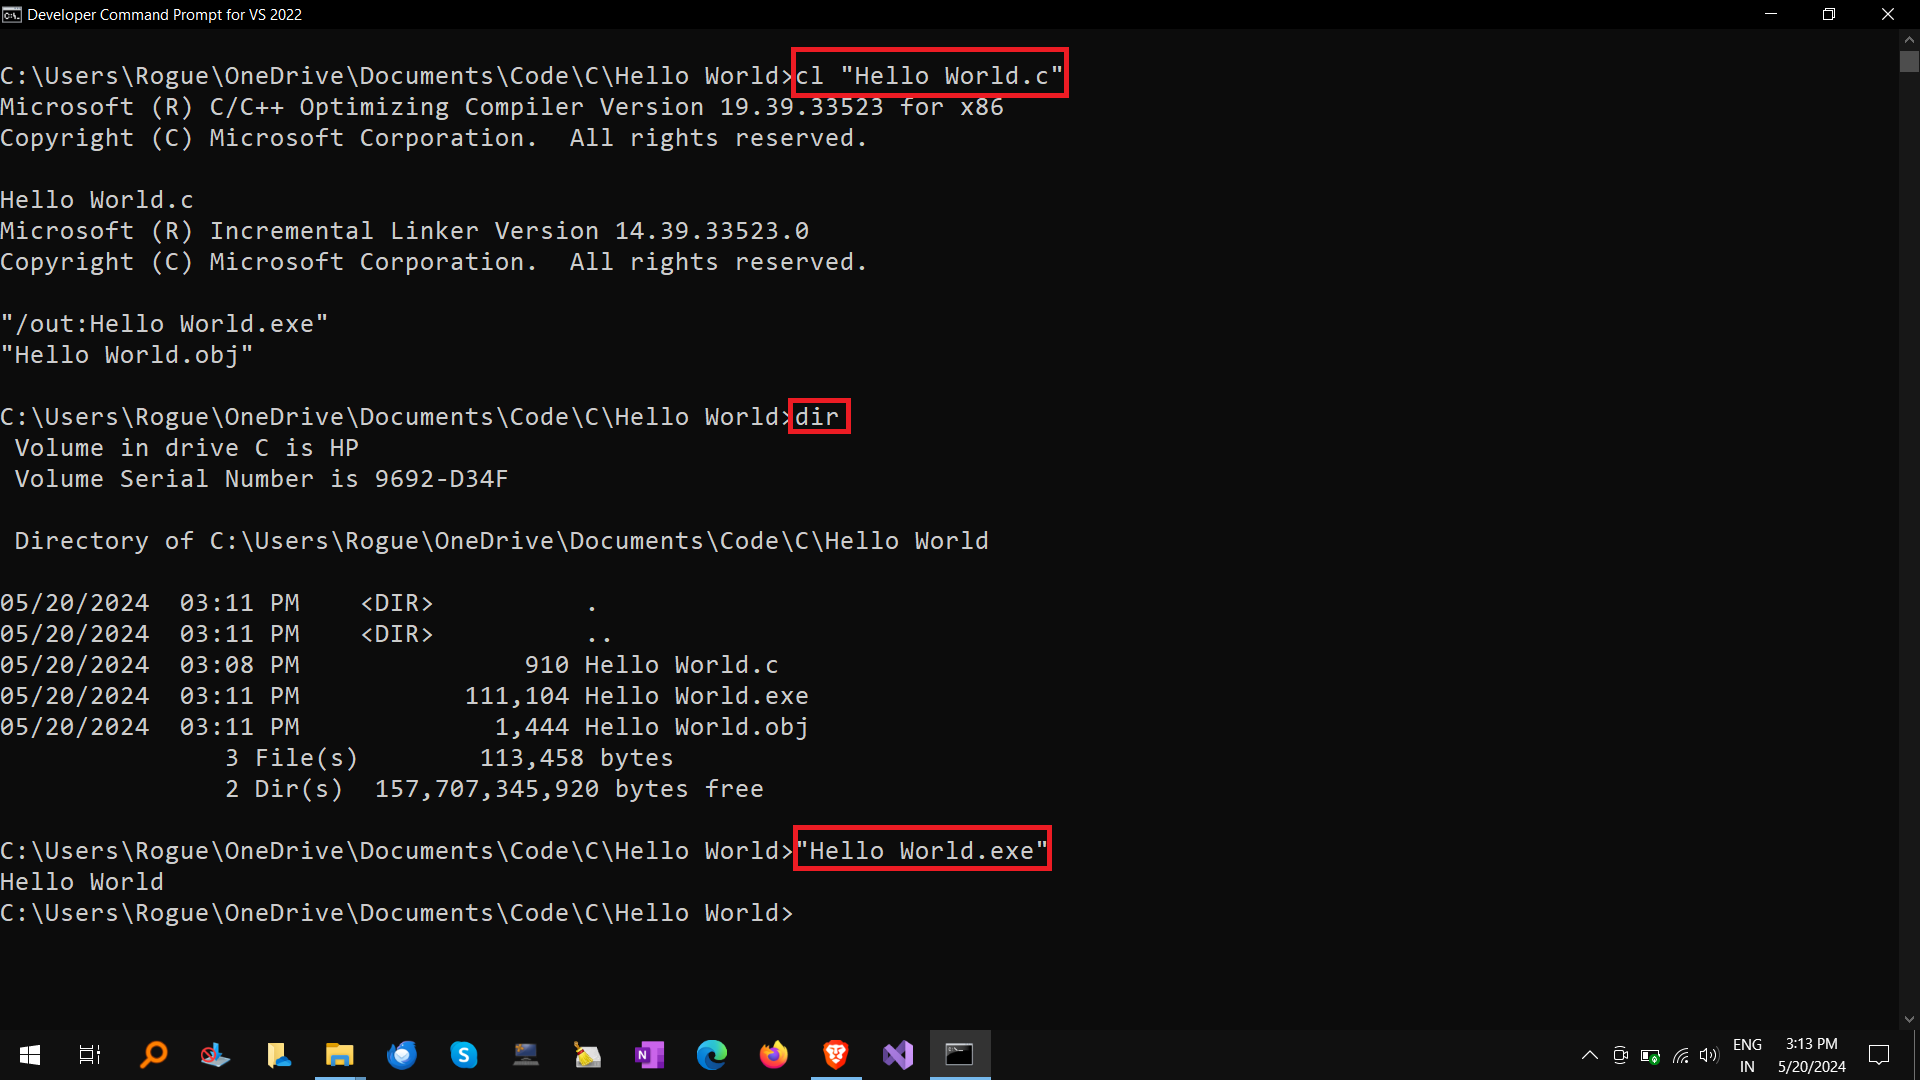 Developer Command Prompt for VS 2022
C:\Users\Rogue\OneDrive\Documents\Code\C\Hello World>cl "Hello World.c"
Microsoft (R) C/C++ Optimizing Compiler Version 19.39.33523 for x86
Copyright (C) Microsoft Corporation.  All rights reserved.
Hello World.c
Microsoft (R) Incremental Linker Version 14.39.33523.0
Copyright (C) Microsoft Corporation.  All rights reserved.
"/out:Hello World.exe"
"Hello World.obj"
C:\Users\Rogue\OneDrive\Documents\Code\C\Hello World>dir
 Volume in drive C is HP
 Volume Serial Number is 9692-D34F
 Directory of C:\Users\Rogue\OneDrive\Documents\Code\C\Hello World
05/20/2024  03:11 PM    <DIR>          .
05/20/2024  03:11 PM    <DIR>          ..
05/20/2024  03:08 PM               910 Hello World.c
05/20/2024  03:11 PM           111,104 Hello World.exe
05/20/2024  03:11 PM             1,444 Hello World.obj
               3 File(s)        113,458 bytes
               2 Dir(s)  157,707,345,920 bytes free
C:\Users\Rogue\OneDrive\Documents\Code\C\Hello World>"Hello World.exe"
Hello World
C:\Users\Rogue\OneDrive\Documents\Code\C\Hello World>
ENG
IN
3:13 PM
5/20/2024